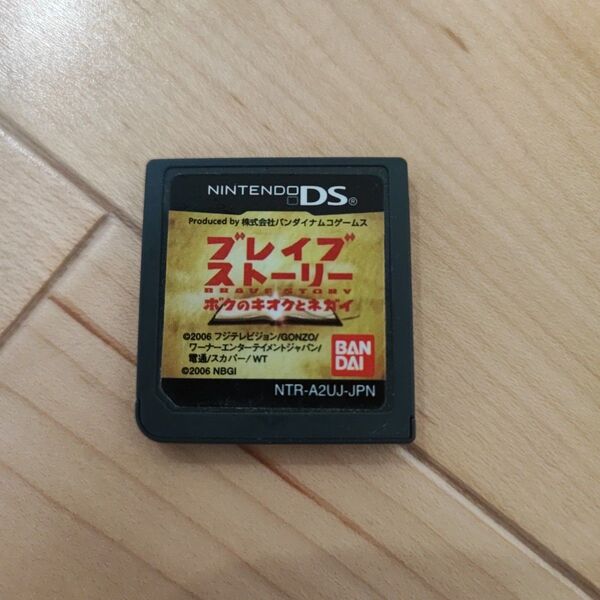 NINTENDO DS®
Produced by 株式会社バンダイナムコゲームス
ブレイブ
ストーリー
BRAVE STORY
ボクのキオクとネガイ
©2006 フジテレビジョン/GONZO/
ワーナーエンターテイメントジャパン/
電通/スカパー/WT
©2006 NBGI
BAN
DAI
NTR-A2UJ-JPN